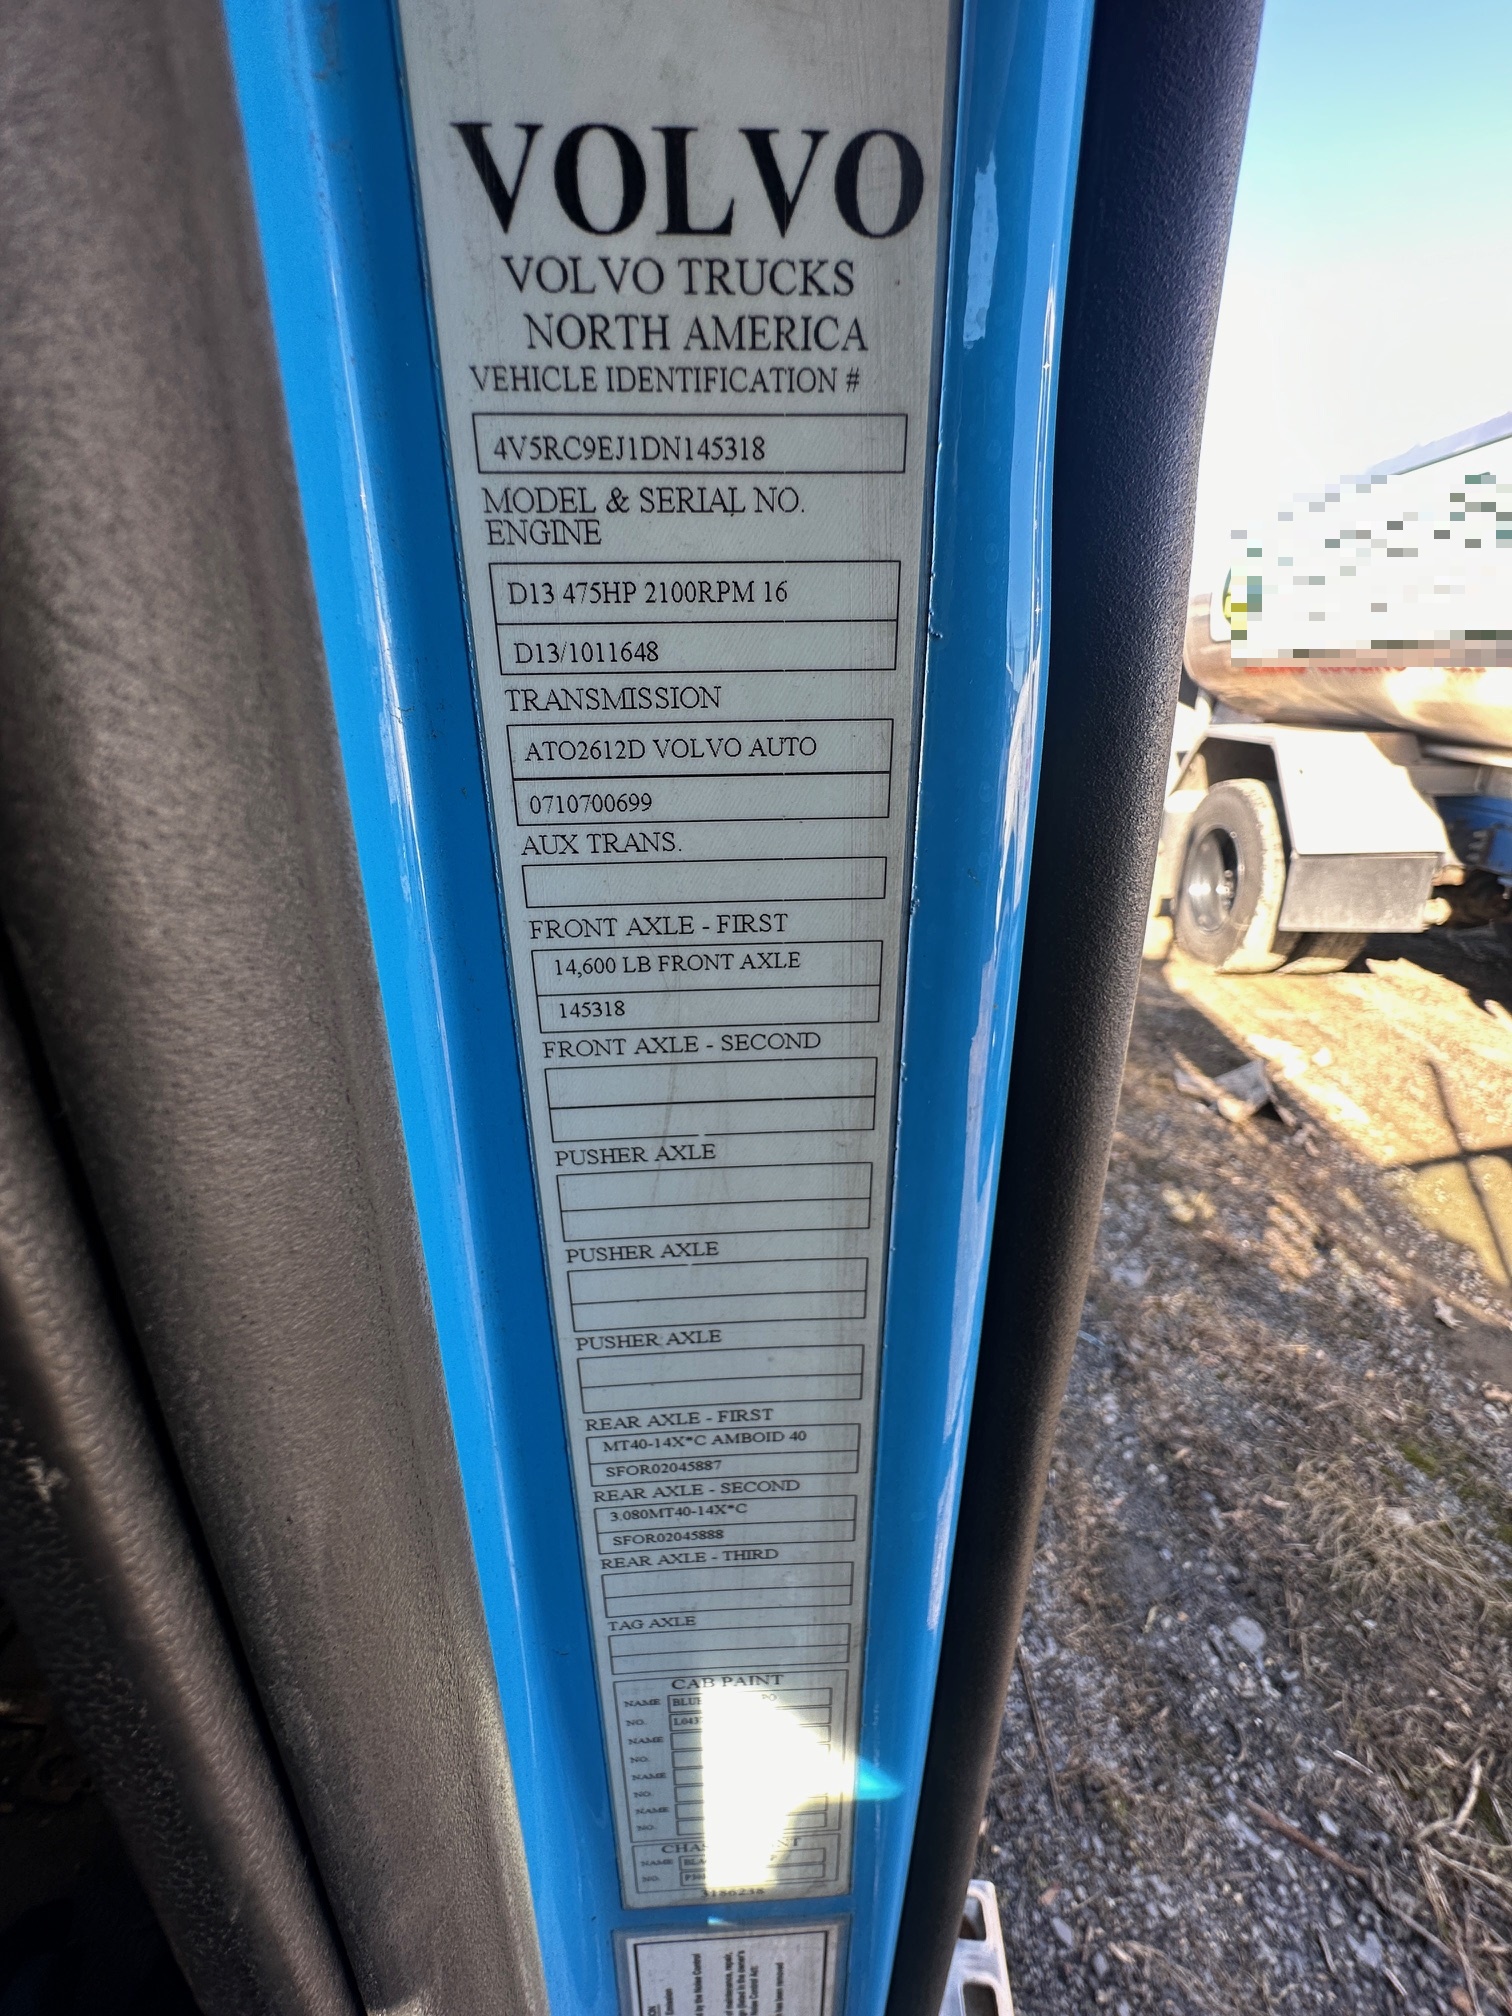 VOLVO
VOLVO TRUCKS
NORTH AMERICA
VEHICLE IDENTIFICATION #
4V5RC9EJ1DN145318
MODEL & SERIAL NO.
ENGINE
D13 475HP 2100RPM 16
D13/1011648
TRANSMISSION
ATO2612D VOLVO AUTO
0710700699
AUX TRANS.
FRONT AXLE - FIRST
14,600 LB FRONT AXLE
145318
FRONT AXLE - SECOND
PUSHER AXLE
PUSHER AXLE
PUSHER AXLE
REAR AXLE - FIRST
MT40-14X*C AMBOID 40
SFOR02045887
REAR AXLE - SECOND
3.080MT40-14X*C
SFOR02045888
REAR AXLE - THIRD
TAG AXLE
CAB PAINT
NAME BLUE
NO.
NAME
NO.
NAME
NO.
NAME
NO.
NAME
NO.
3186238